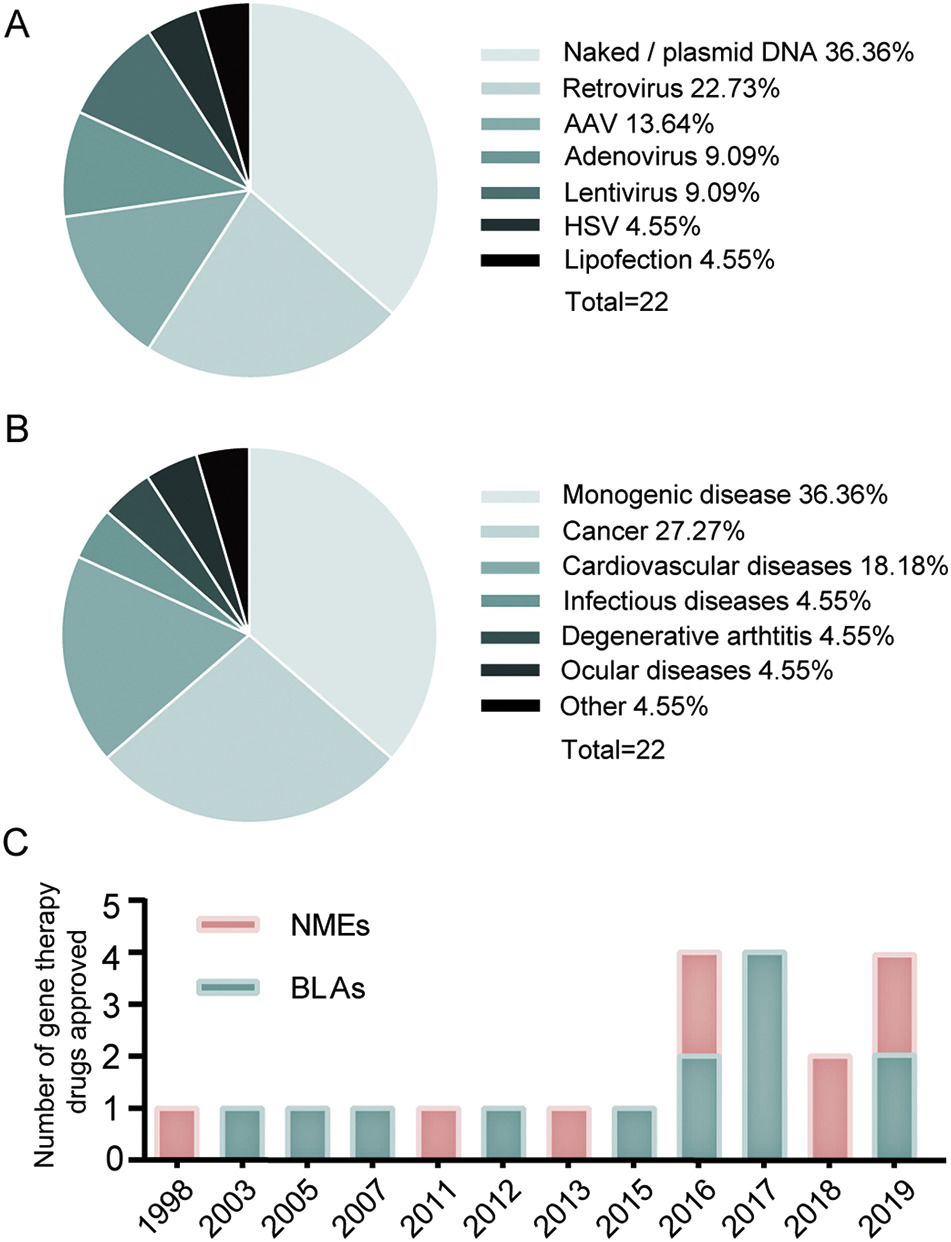 A
Naked / plasmid DNA 36.36%
Retrovirus 22.73%
AAV 13.64%
Adenovirus 9.09%
Lentivirus 9.09%
HSV 4.55%
Lipofection 4.55%
Total=22
B
Monogenic disease 36.36%
Cancer 27.27%
Cardiovascular diseases 18.18%
Infectious diseases 4.55%
Degenerative arthtitis 4.55%
Ocular diseases 4.55%
Other 4.55%
Total=22
C
Number of gene therapy
drugs approved
5
4
3
2
1
0
NMEs
BLAs
1998 2003 2005 2007 2011 2012 2013 2015 2016 2017 2018 2019